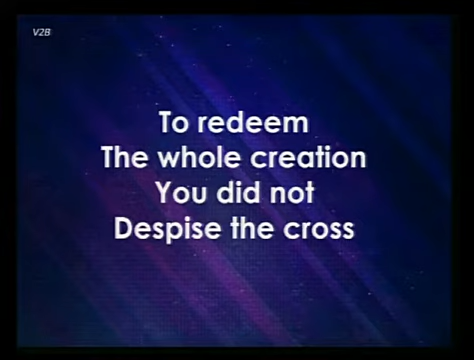 V2B
To redeem
The whole creation
You did not
Despise the cross